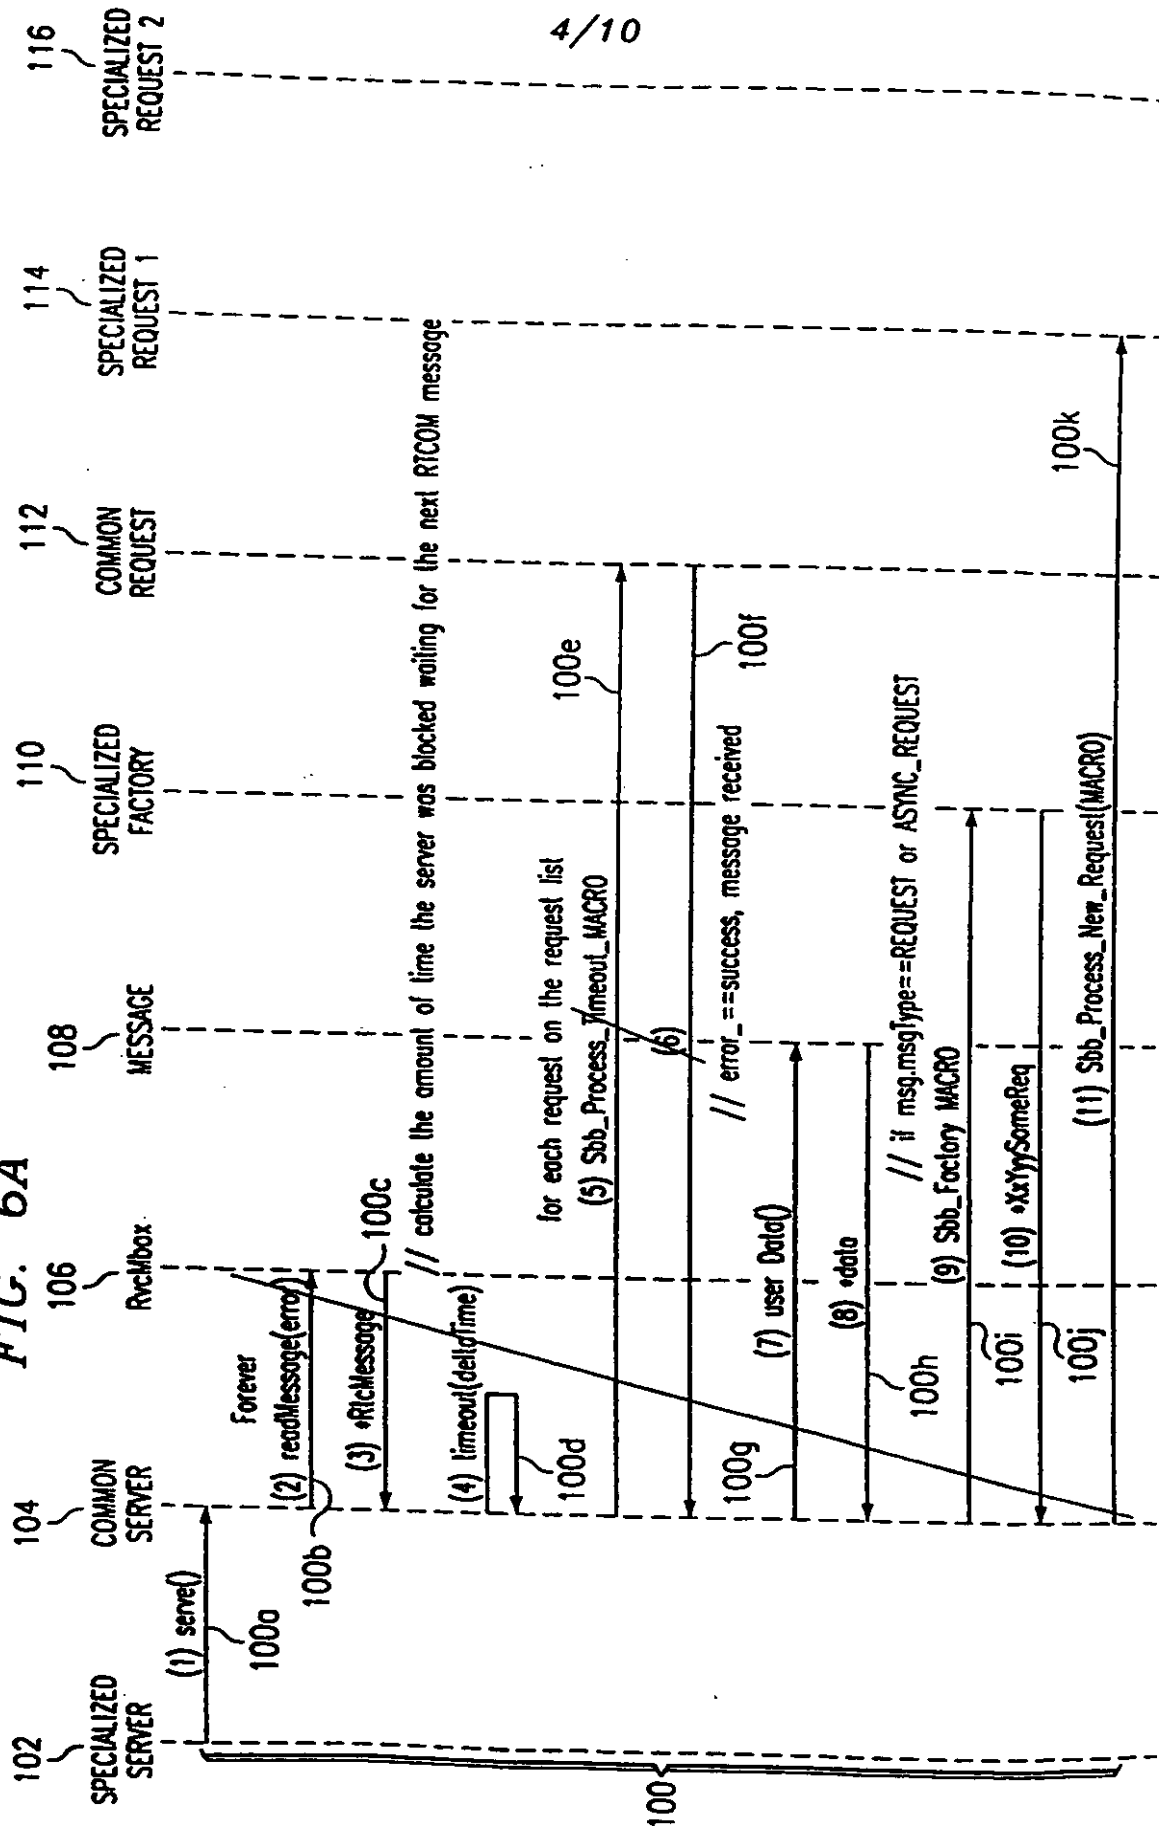 4/10
FIG. 6A
102
SPECIALIZED
SERVER
104
COMMON
SERVER
106
RvcMbox
108
MESSAGE
110
SPECIALIZED
FACTORY
112
COMMON
REQUEST
114
SPECIALIZED
REQUEST 1
116
SPECIALIZED
REQUEST 2
(1) serve()
100a
Forever
(2) readMessage(error)
100b
(3) *RtcMessage
100c
// calculate the amount of time the server was blocked waiting for the next RTCOM message
(4) timeout(deltaTime)
100d
for each request on the request list
(5) Sbb_Process_Timeout_MACRO
100e
(6)
100f
// error_==success, message received
(7) user Data()
100g
(8) *data
100h
// if msg.msgType==REQUEST or ASYNC_REQUEST
(9) Sbb_Factory MACRO
100i
(10) *XxYyySomeReq
100j
(11) Sbb_Process_New_Request(MACRO)
100k
100